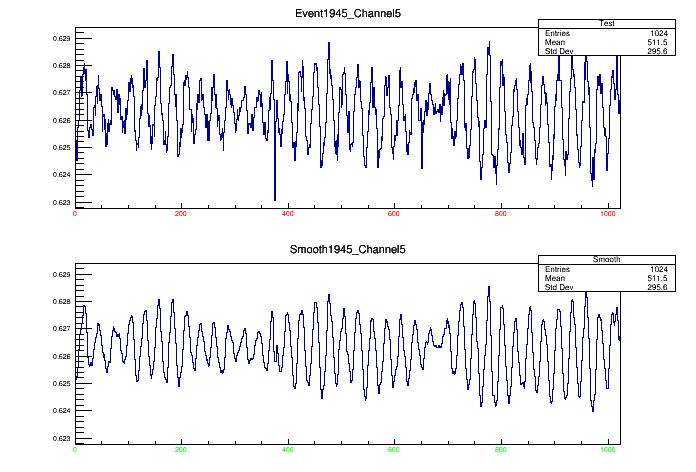 Event1945_Channel5
Test
Entries 1024
Mean 511.5
Std Dev 295.6
0.629
0.628
0.627
0.626
0.625
0.624
0.623
0 200 400 600 800 1000
Smooth1945_Channel5
Smooth
Entries 1024
Mean 511.5
Std Dev 295.6
0.629
0.628
0.627
0.626
0.625
0.624
0.623
0 200 400 600 800 1000